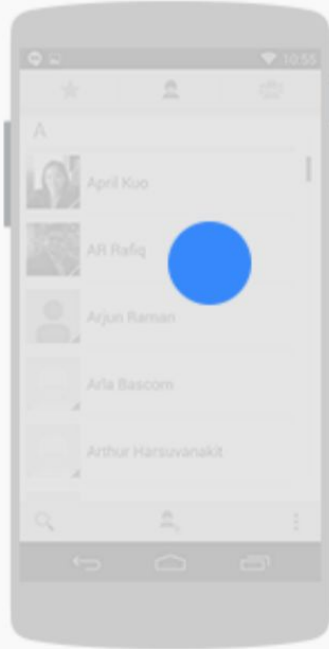 10:55
A
April Koo
AR Rafiq
Arjun Raman
Arla Bascom
Arthur Harsuvanakit